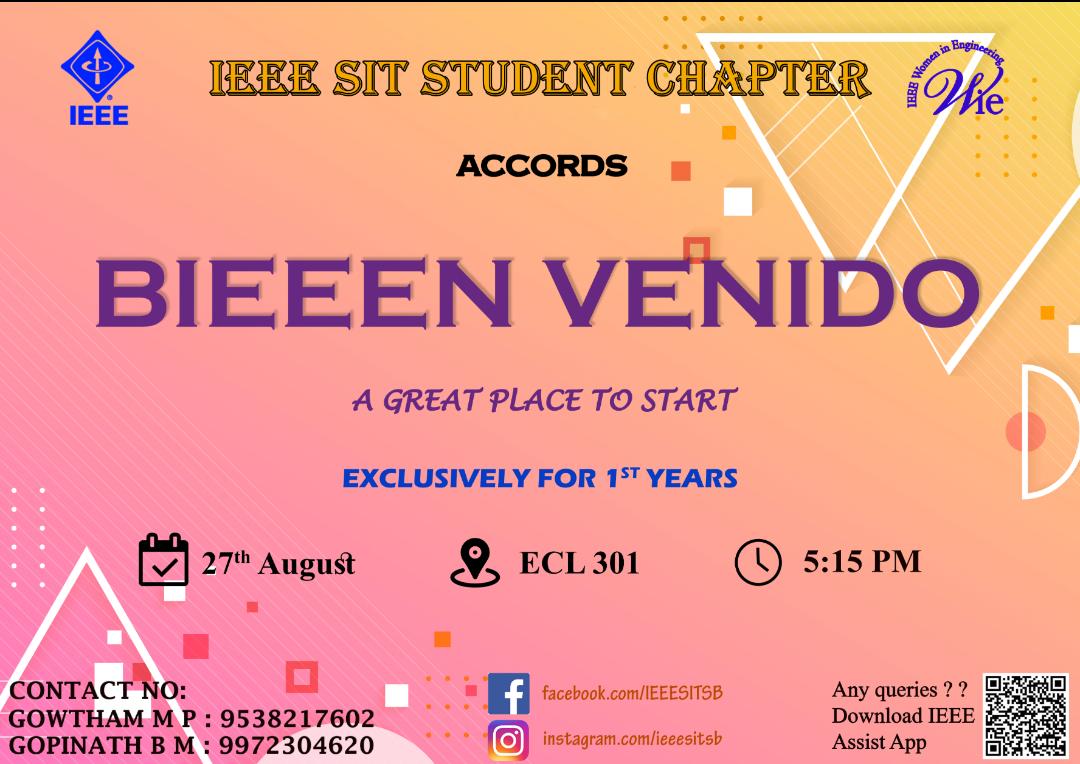 IEEE
IEEE SIT STUDENT CHAPTER
IEEE Women in Engineering
Wie
ACCORDS
BIEEEN VENIDO
A GREAT PLACE TO START
EXCLUSIVELY FOR 1ST YEARS
27th August
ECL 301
5:15 PM
CONTACT NO:
GOWTHAM M P : 9538217602
GOPINATH B M : 9972304620
facebook.com/IEEESITSB
instagram.com/ieeesitsb
Any queries ? ?
Download IEEE
Assist App